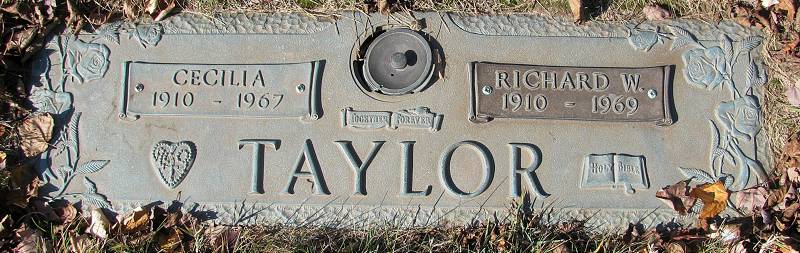 CECILIA
1910 - 1967
RICHARD W.
1910 - 1969
TOGETHER FOREVER
TAYLOR
HOLY BIBLE